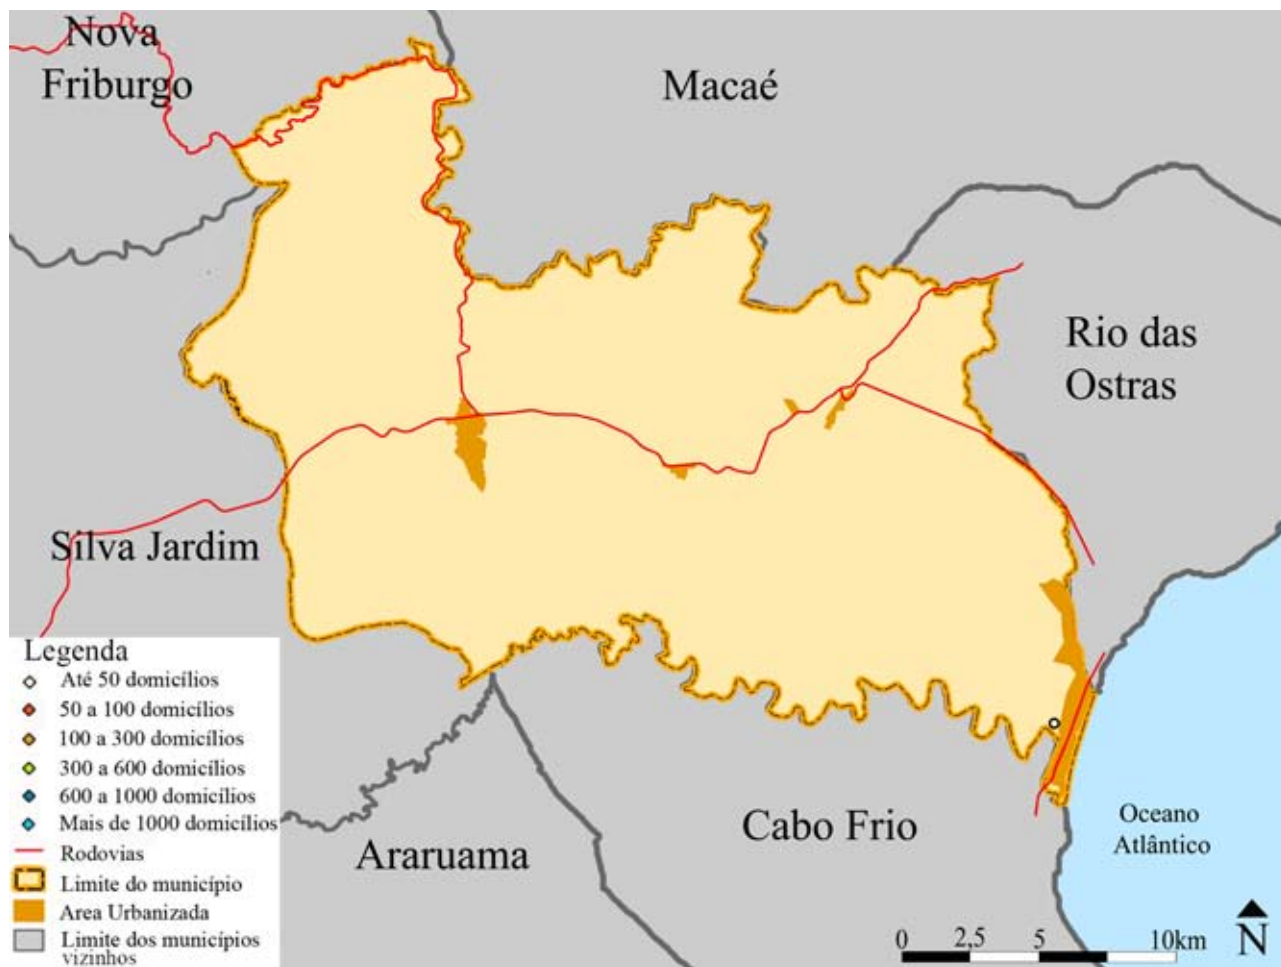 Nova
Friburgo
Macaé
Rio das
Ostras
Silva Jardim
Legenda
Até 50 domicílios
50 a 100 domicílios
100 a 300 domicílios
300 a 600 domicílios
600 a 1000 domicílios
Mais de 1000 domicílios
Rodovias
Limite do município
Area Urbanizada
Limite dos municípios
vizinhos
Araruama
Cabo Frio
Oceano
Atlântico
0 2,5 5 10km
N